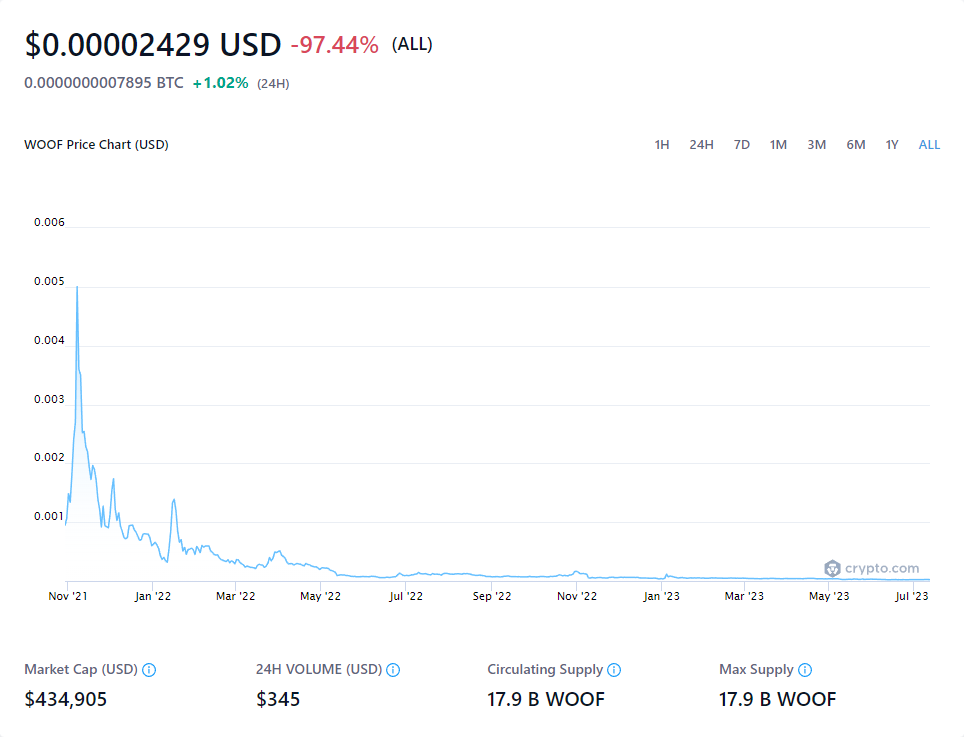 $0.00002429 USD -97.44% (ALL)
0.0000000007895 BTC +1.02% (24H)
WOOF Price Chart (USD) 1H 24H 7D 1M 3M 6M 1Y ALL
0.006
0.005
0.004
0.003
0.002
0.001
crypto.com
Nov '21 Jan '22 Mar '22 May '22 Jul '22 Sep '22 Nov '22 Jan '23 Mar '23 May '23 Jul '23
Market Cap (USD) 24H VOLUME (USD) Circulating Supply Max Supply
$434,905 $345 17.9 B WOOF 17.9 B WOOF